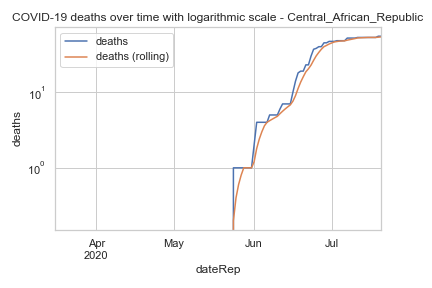 COVID-19 deaths over time with logarithmic scale - Central_African_Republic
deaths
deaths (rolling)
10¹
10⁰
deaths
Apr
2020
May
Jun
Jul
dateRep